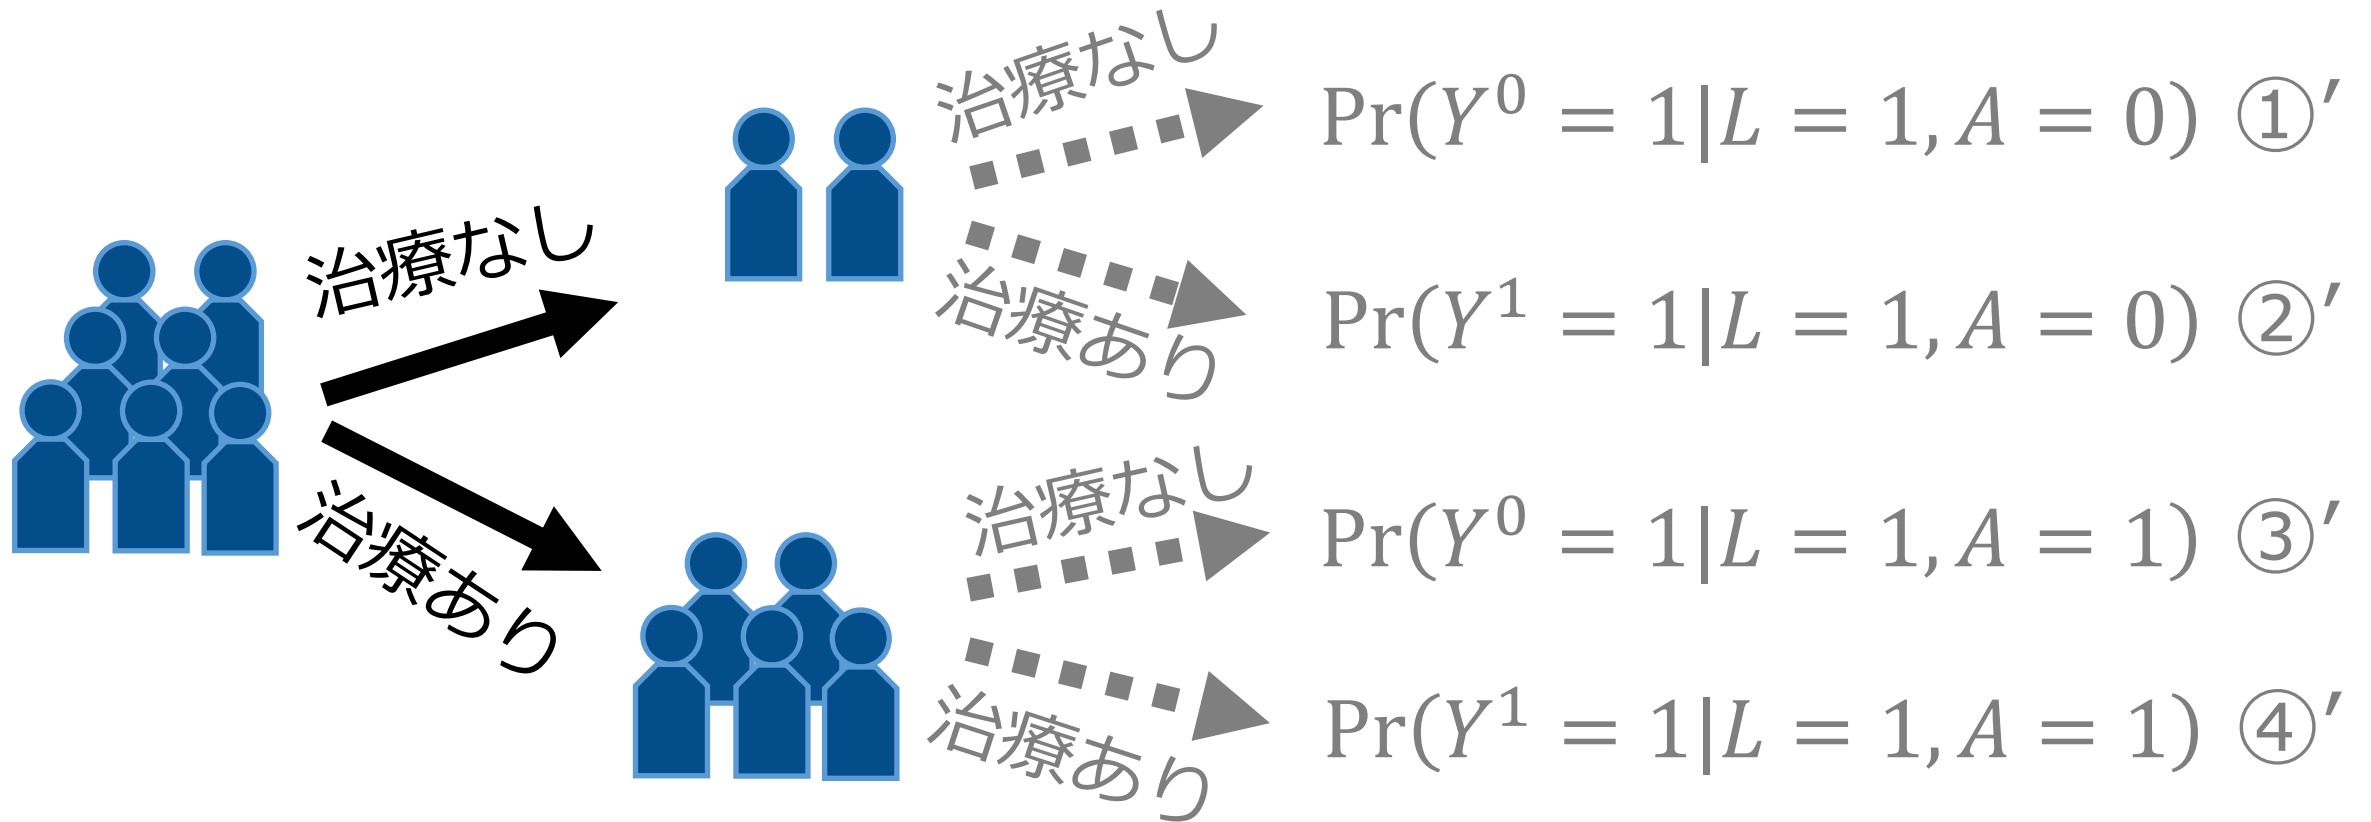 治療なし
治療あり
治療なし
Pr(Y⁰ = 1|L = 1, A = 0) ①′
治療あり
Pr(Y¹ = 1|L = 1, A = 0) ②′
治療なし
Pr(Y⁰ = 1|L = 1, A = 1) ③′
治療あり
Pr(Y¹ = 1|L = 1, A = 1) ④′